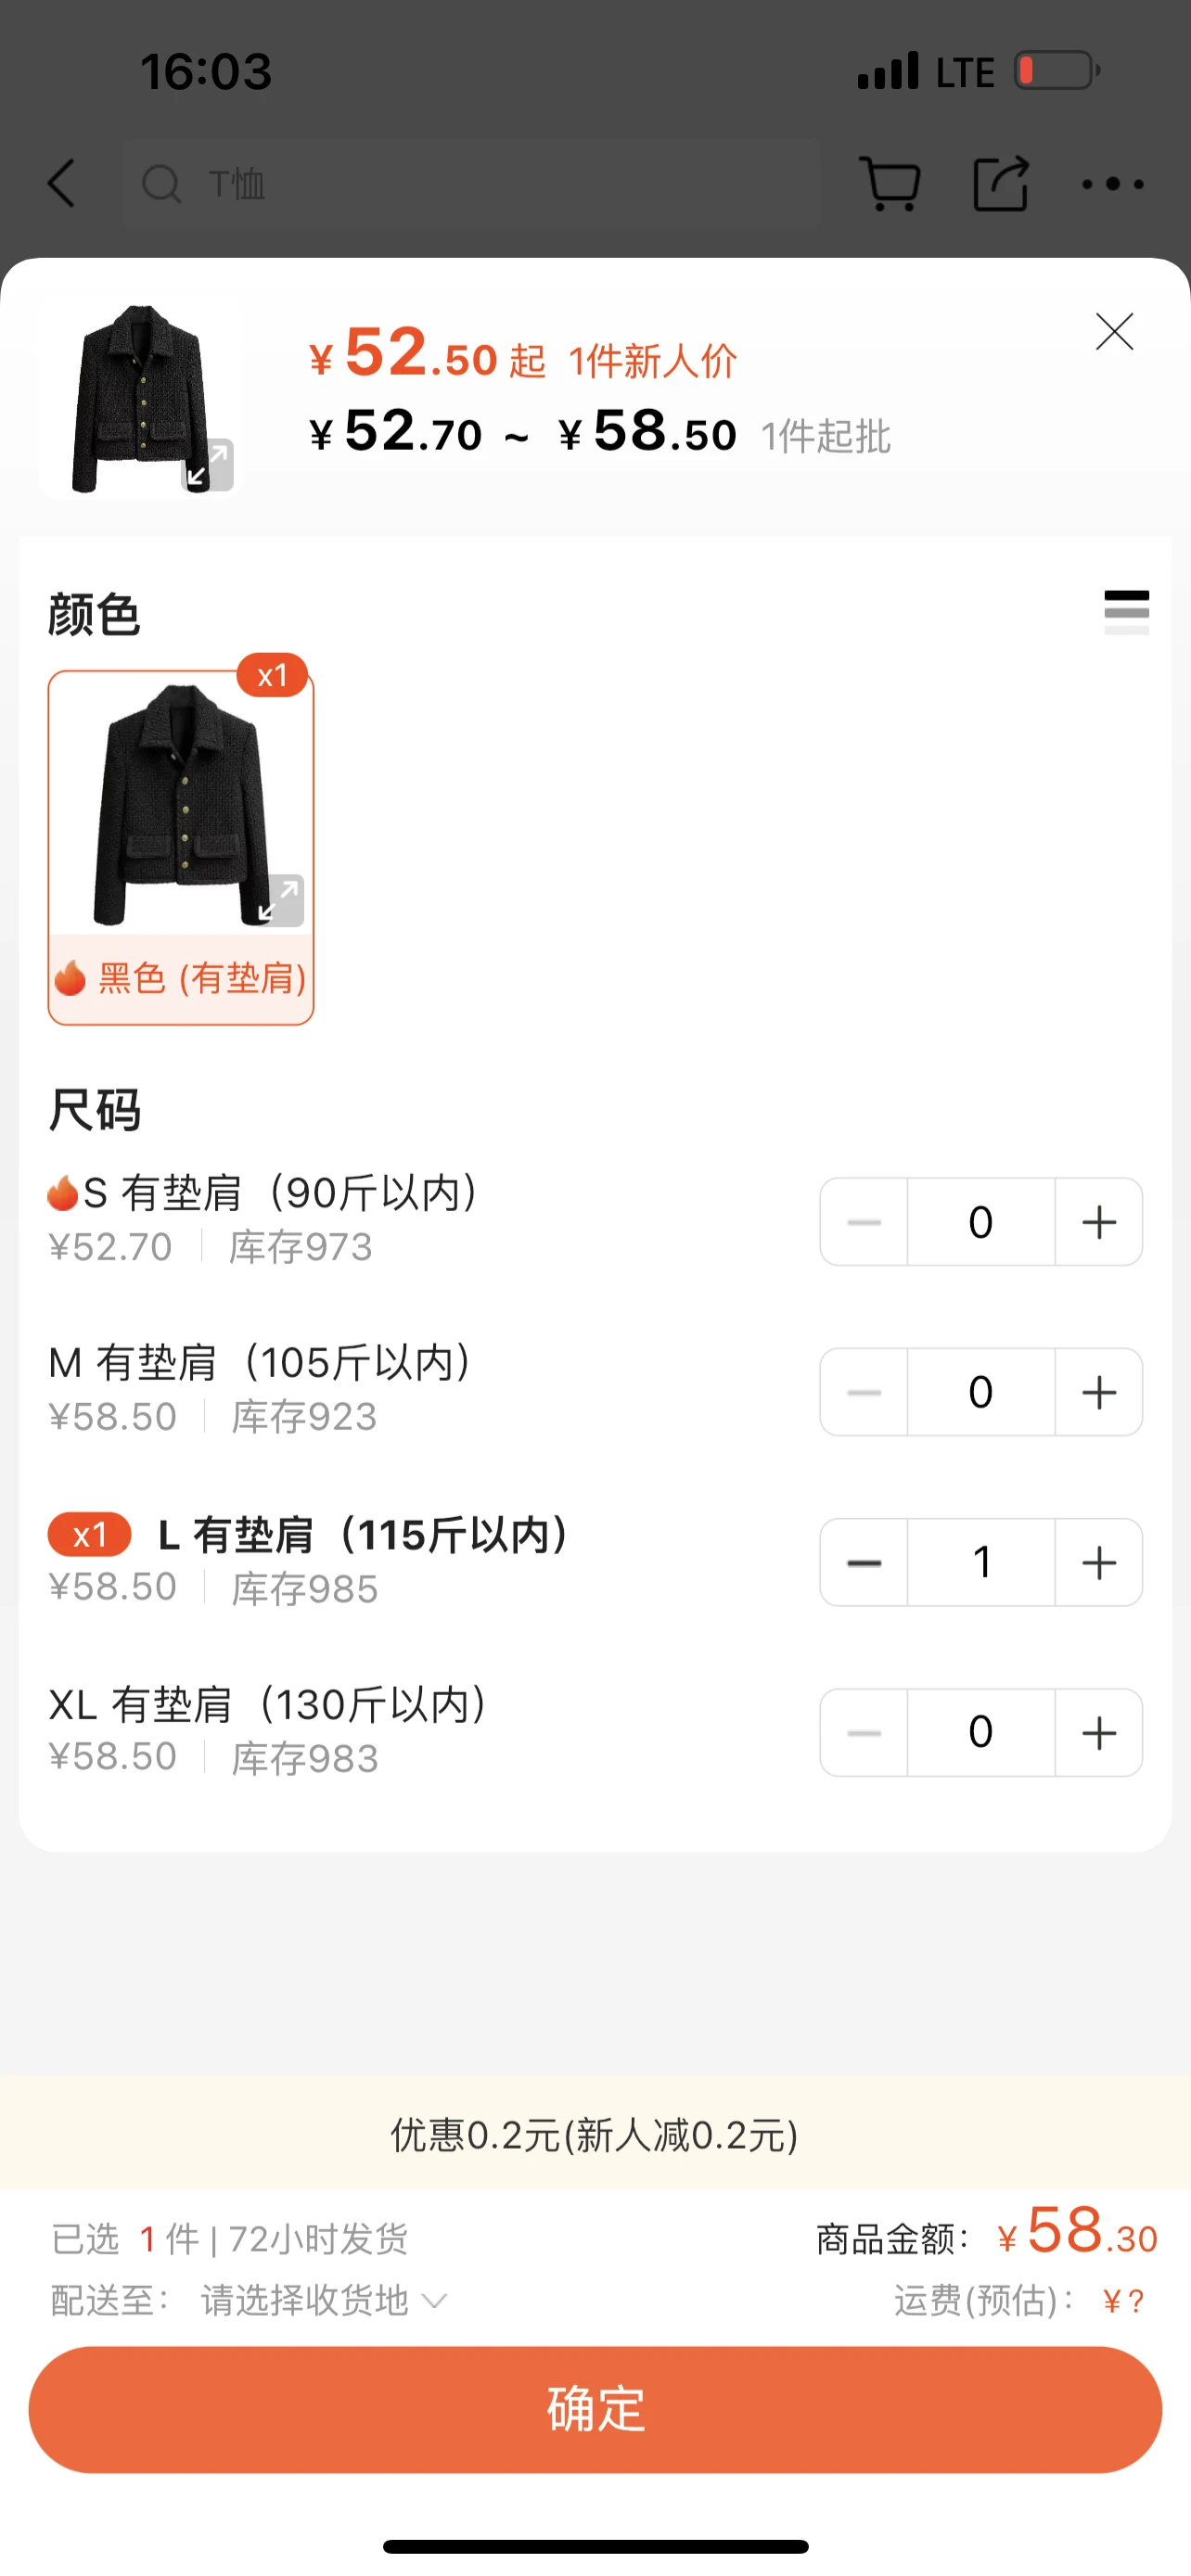 16:03 LTE
T恤
¥52.50起 1件新人价
¥52.70 ~ ¥58.50 1件起批
颜色
x1
黑色 (有垫肩)
尺码
S 有垫肩（90斤以内）
¥52.70 库存973
0
M 有垫肩（105斤以内）
¥58.50 库存923
0
x1 L 有垫肩（115斤以内）
¥58.50 库存985
1
XL 有垫肩（130斤以内）
¥58.50 库存983
0
优惠0.2元(新人减0.2元)
已选 1 件 | 72小时发货 商品金额： ¥58.30
配送至： 请选择收货地 运费(预估)： ¥?
确定